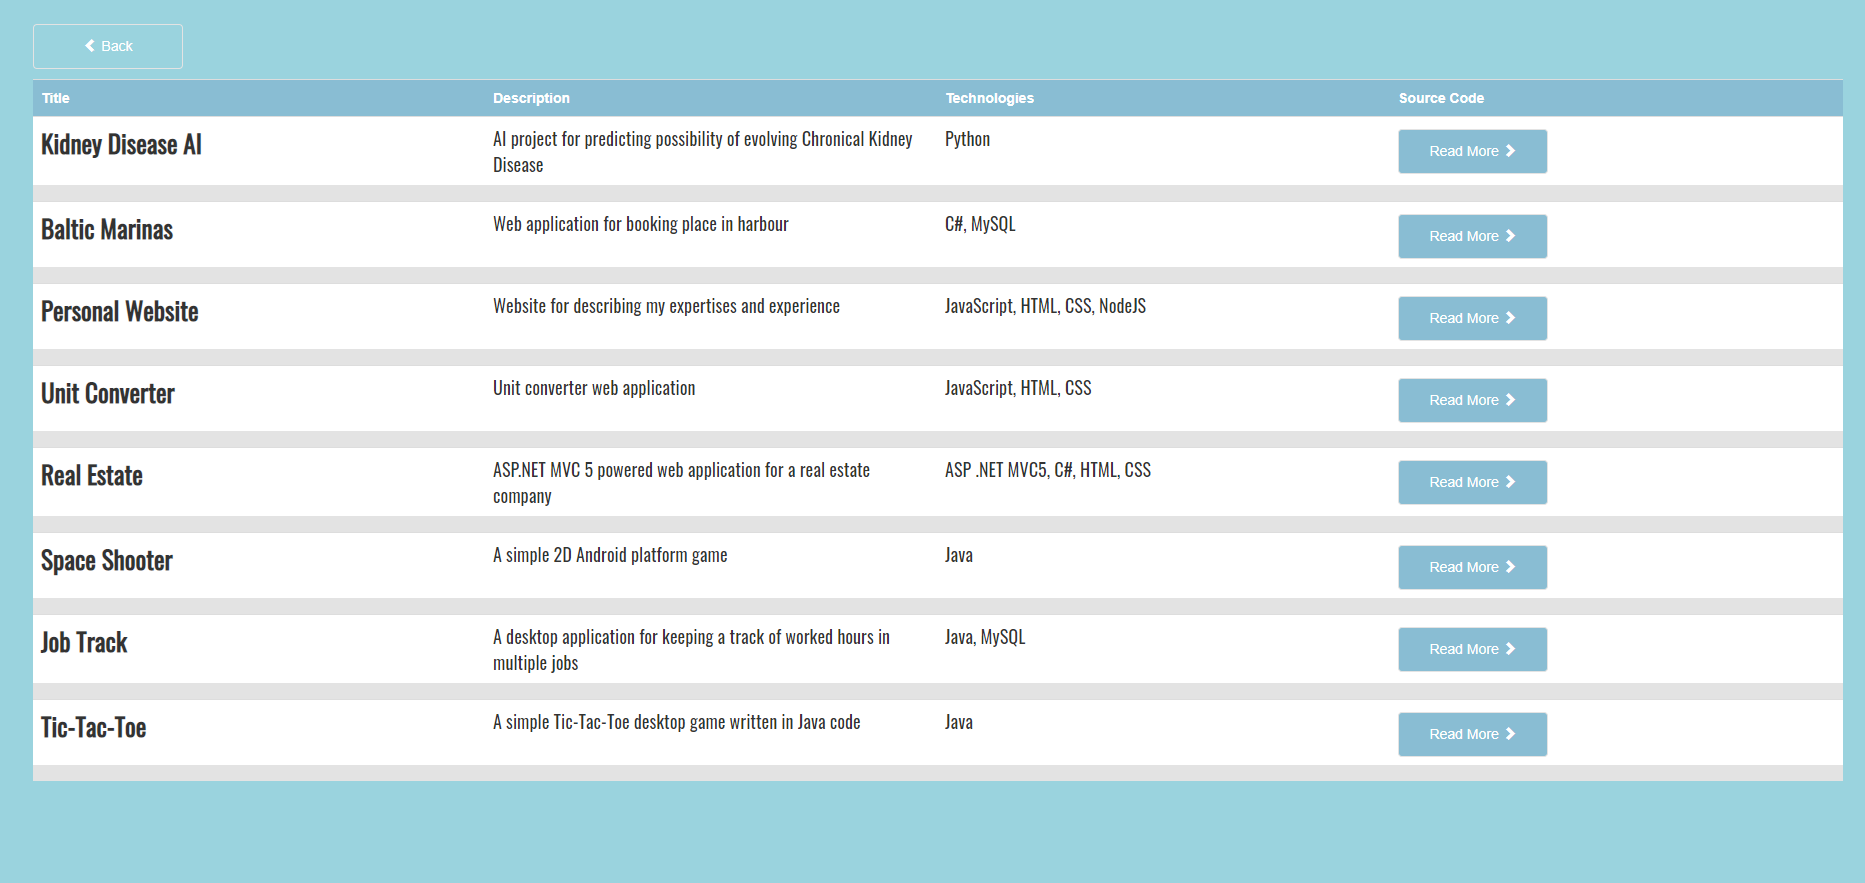 Back
Title Description Technologies Source Code
Kidney Disease AI AI project for predicting possibility of evolving Chronical Kidney Python Read More
Disease
Baltic Marinas Web application for booking place in harbour C#, MySQL Read More
Personal Website Website for describing my expertises and experience JavaScript, HTML, CSS, NodeJS Read More
Unit Converter Unit converter web application JavaScript, HTML, CSS Read More
Real Estate ASP.NET MVC 5 powered web application for a real estate ASP .NET MVC5, C#, HTML, CSS Read More
company
Space Shooter A simple 2D Android platform game Java Read More
Job Track A desktop application for keeping a track of worked hours in Java, MySQL Read More
multiple jobs
Tic-Tac-Toe A simple Tic-Tac-Toe desktop game written in Java code Java Read More